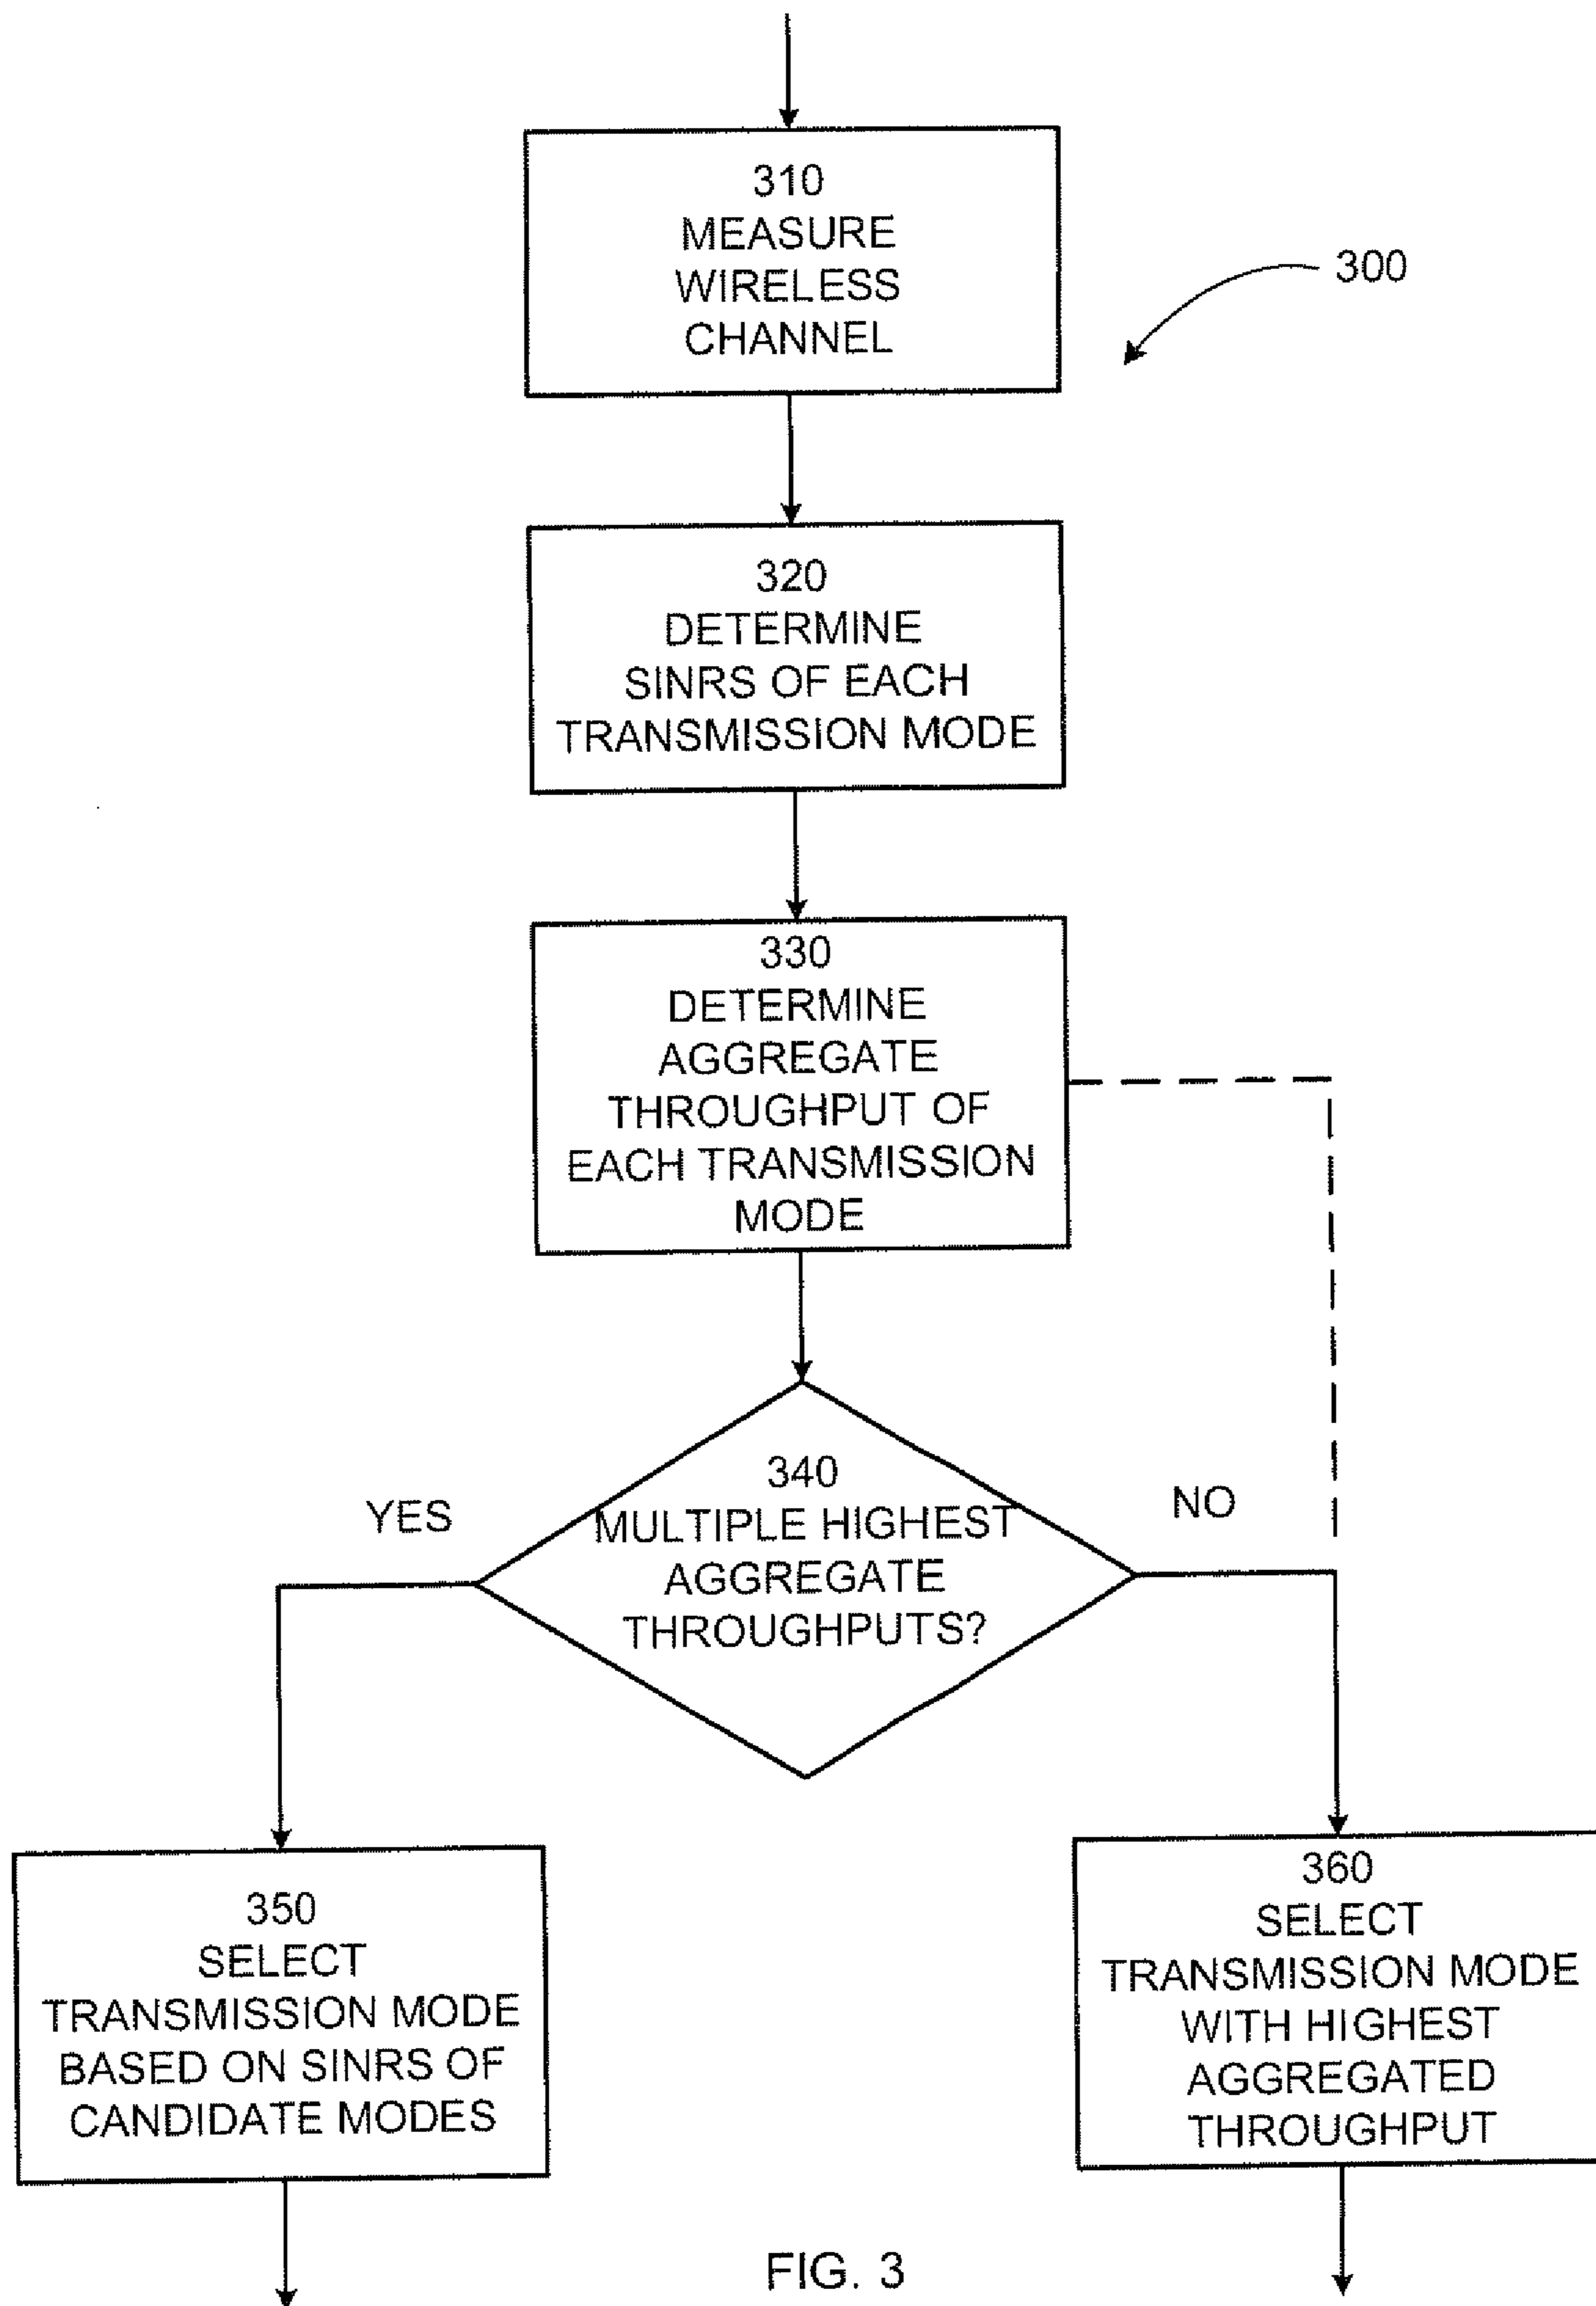 310
MEASURE
WIRELESS
CHANNEL
300
320
DETERMINE
SINRS OF EACH
TRANSMISSION MODE
330
DETERMINE
AGGREGATE
THROUGHPUT OF
EACH TRANSMISSION
MODE
340
MULTIPLE HIGHEST
AGGREGATE
THROUGHPUTS?
YES
NO
350
SELECT
TRANSMISSION MODE
BASED ON SINRS OF
CANDIDATE MODES
360
SELECT
TRANSMISSION MODE
WITH HIGHEST
AGGREGATED
THROUGHPUT
FIG. 3